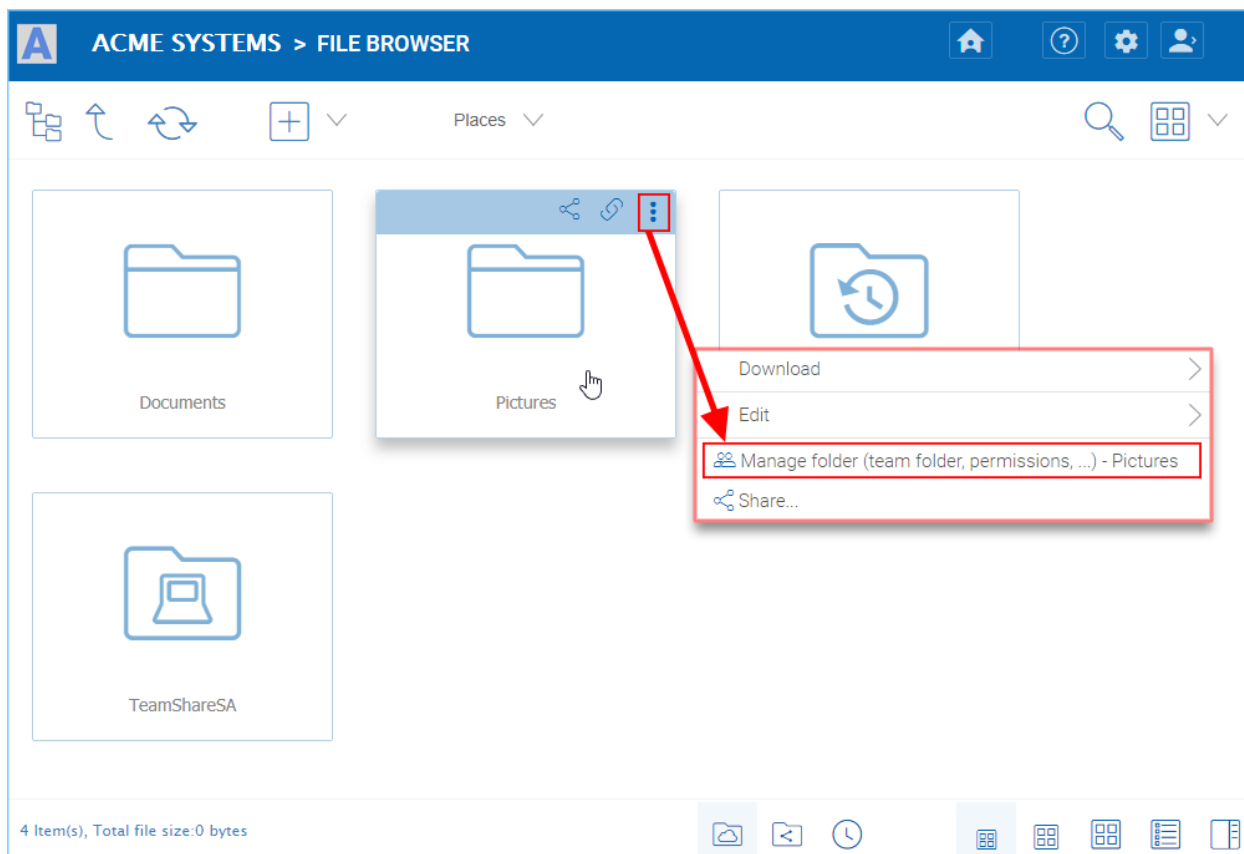 A ACME SYSTEMS > FILE BROWSER
Places
Documents
Pictures
Download
Edit
Manage folder (team folder, permissions, ...) - Pictures
Share...
TeamShareSA
4 Item(s), Total file size:0 bytes